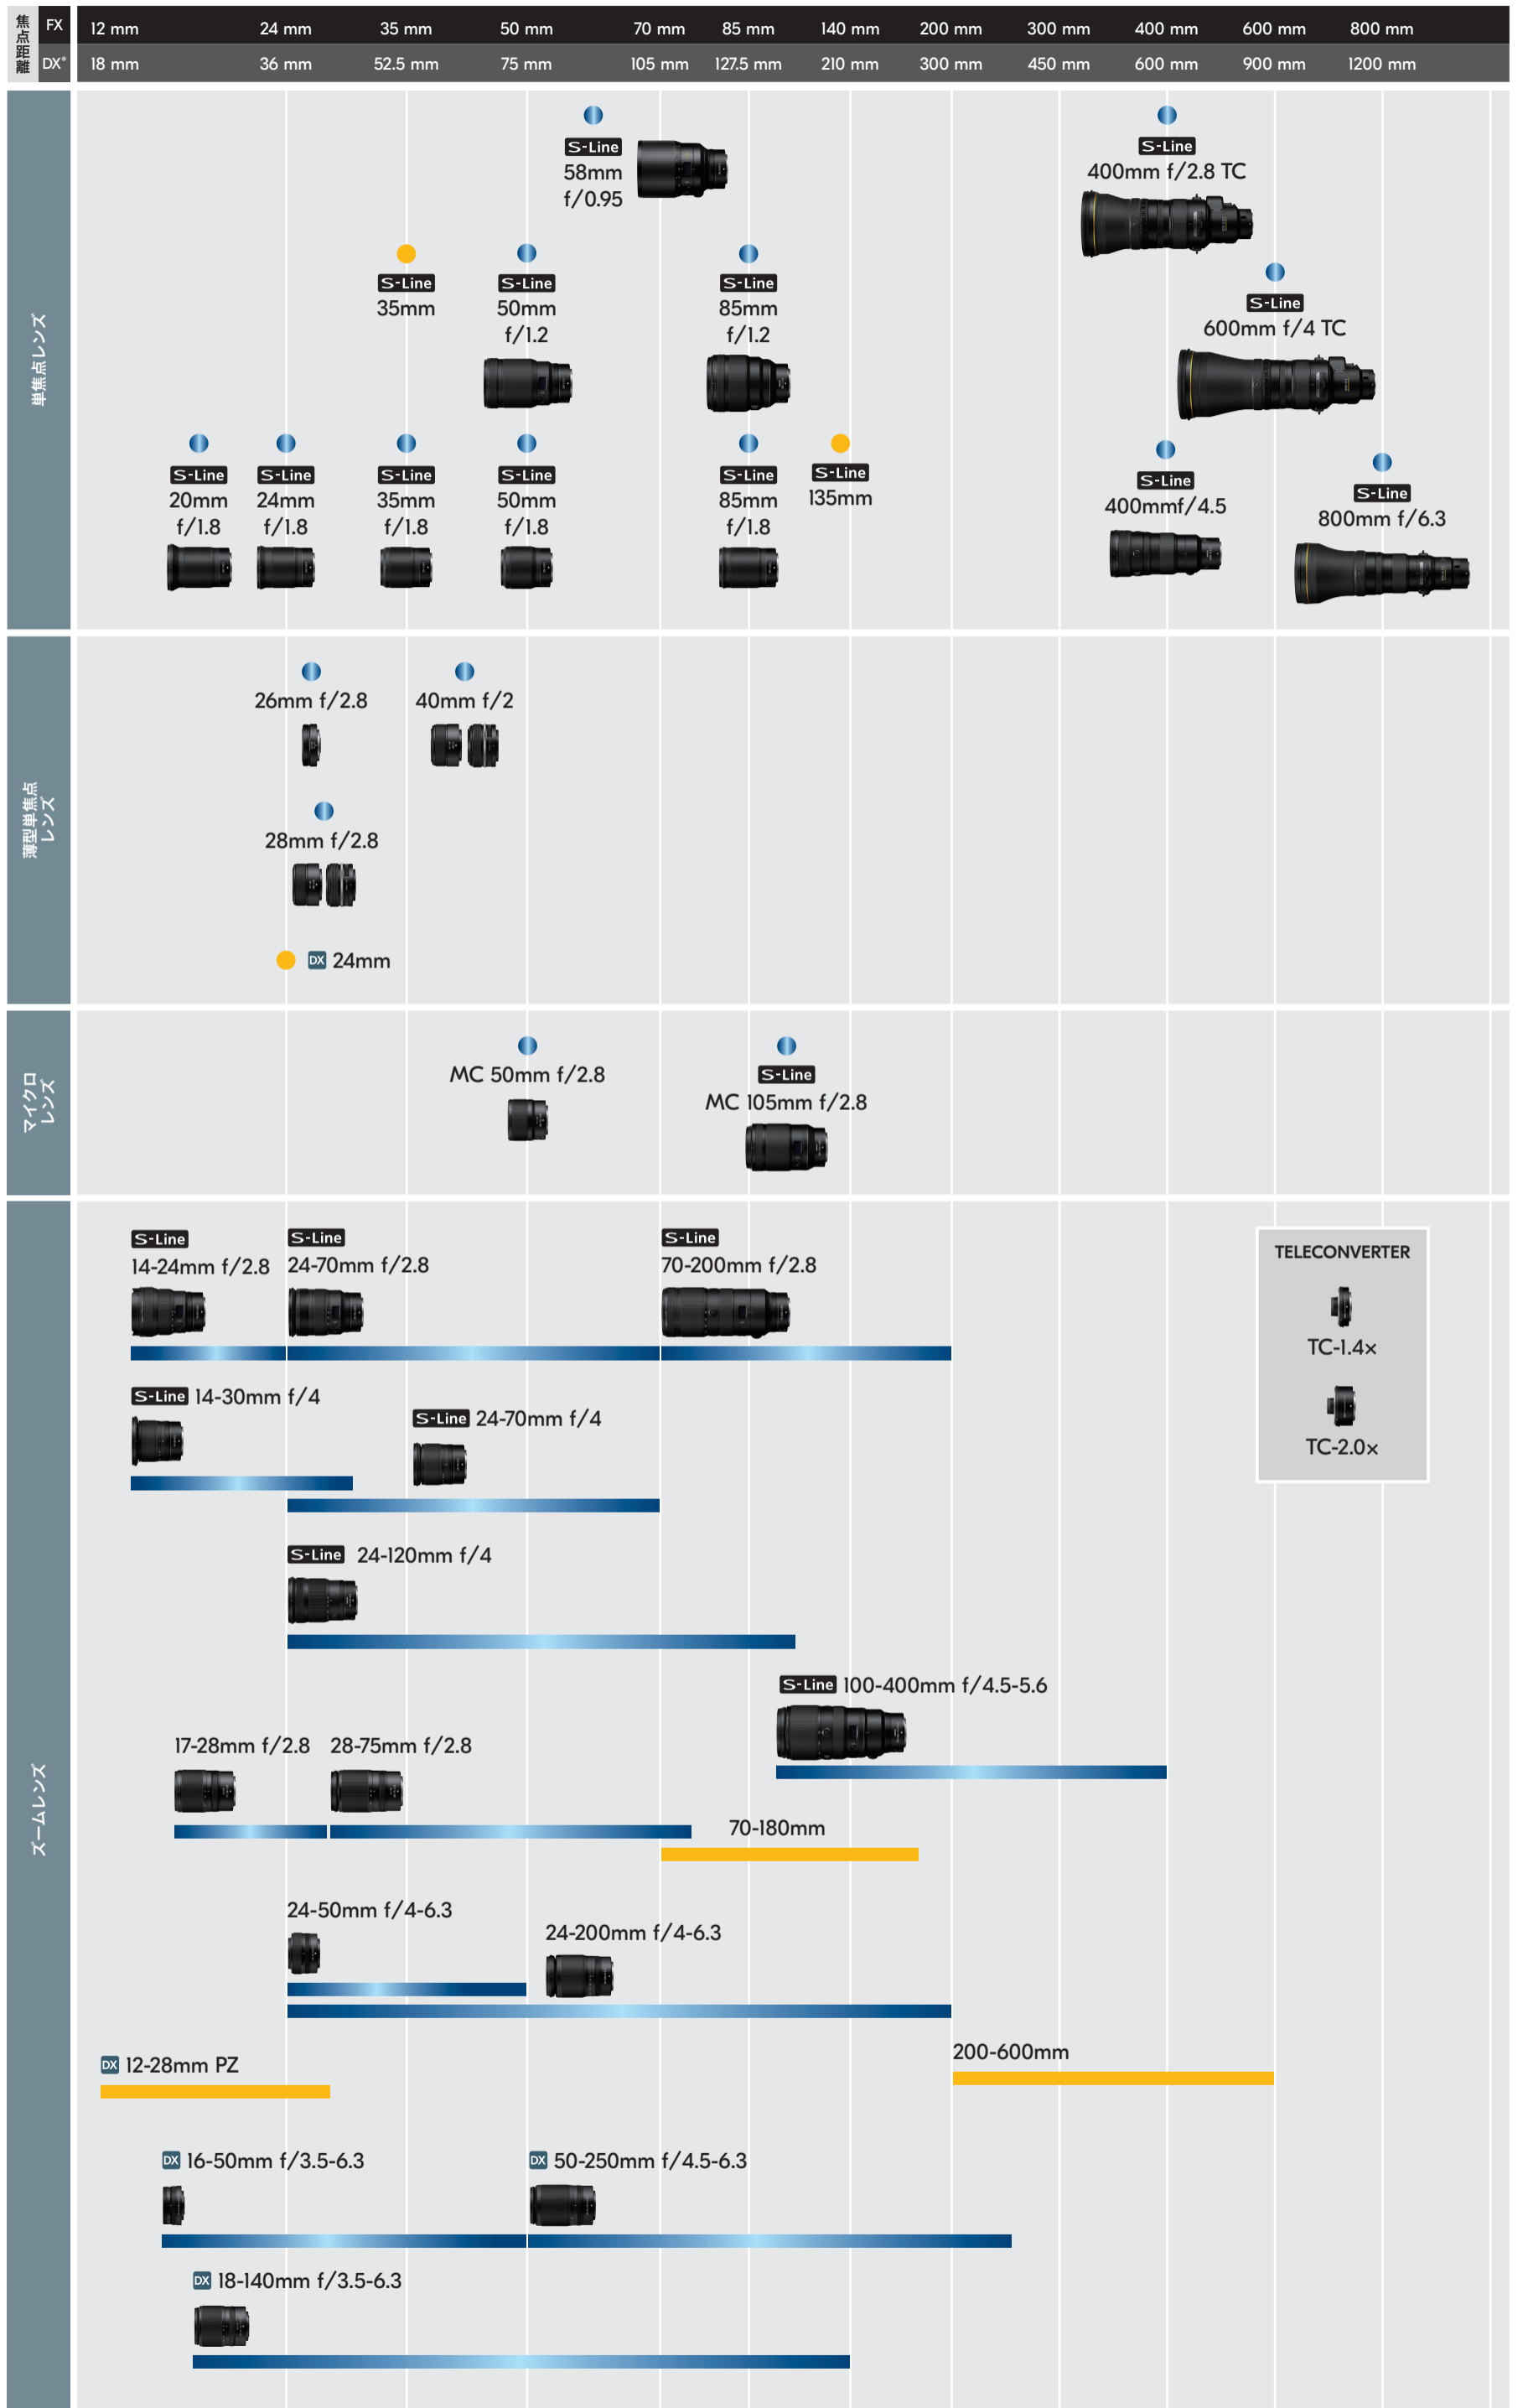 焦点距離
FX 12 mm 24 mm 35 mm 50 mm 70 mm 85 mm 140 mm 200 mm 300 mm 400 mm 600 mm 800 mm
DX* 18 mm 36 mm 52.5 mm 75 mm 105 mm 127.5 mm 210 mm 300 mm 450 mm 600 mm 900 mm 1200 mm
単焦点レンズ
S-Line
58mm
f/0.95
S-Line
400mm f/2.8 TC
S-Line
35mm
S-Line
50mm
f/1.2
S-Line
85mm
f/1.2
S-Line
600mm f/4 TC
S-Line
20mm
f/1.8
S-Line
24mm
f/1.8
S-Line
35mm
f/1.8
S-Line
50mm
f/1.8
S-Line
85mm
f/1.8
S-Line
135mm
S-Line
400mmf/4.5
S-Line
800mm f/6.3
薄型単焦点
レンズ
26mm f/2.8
40mm f/2
28mm f/2.8
DX 24mm
マイクロ
レンズ
MC 50mm f/2.8
S-Line
MC 105mm f/2.8
ズームレンズ
S-Line
14-24mm f/2.8
S-Line
24-70mm f/2.8
S-Line
70-200mm f/2.8
TELECONVERTER
TC-1.4×
TC-2.0×
S-Line 14-30mm f/4
S-Line 24-70mm f/4
S-Line 24-120mm f/4
S-Line 100-400mm f/4.5-5.6
17-28mm f/2.8
28-75mm f/2.8
70-180mm
24-50mm f/4-6.3
24-200mm f/4-6.3
200-600mm
DX 12-28mm PZ
DX 16-50mm f/3.5-6.3
DX 50-250mm f/4.5-6.3
DX 18-140mm f/3.5-6.3